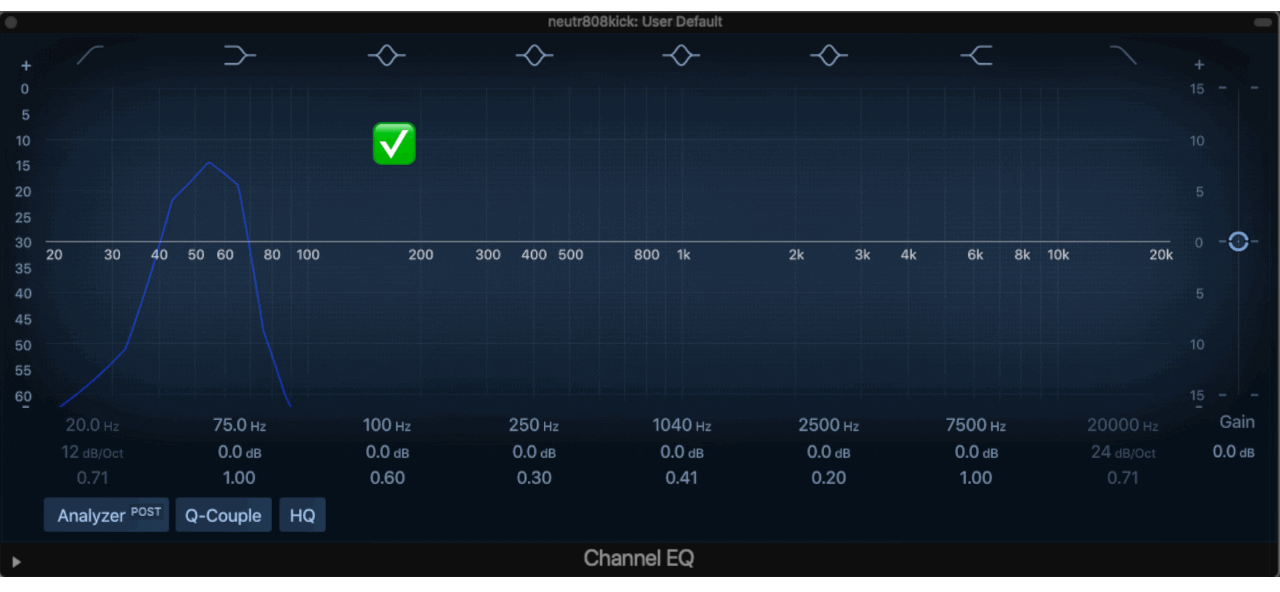 neutr808kick: User Default
+ +
0 15
5
10 10
15
20 5
25
30 0
20 30 40 50 60 80 100 200 300 400 500 800 1k 2k 3k 4k 6k 8k 10k 20k
35
40 5
45
50 10
55
60 15
- -
20.0 Hz 75.0 Hz 100 Hz 250 Hz 1040 Hz 2500 Hz 7500 Hz 20000 Hz Gain
12 dB/Oct 0.0 dB 0.0 dB 0.0 dB 0.0 dB 0.0 dB 0.0 dB 24 dB/Oct 0.0 dB
0.71 1.00 0.60 0.30 0.41 0.20 1.00 0.71
Analyzer POST Q-Couple HQ
Channel EQ